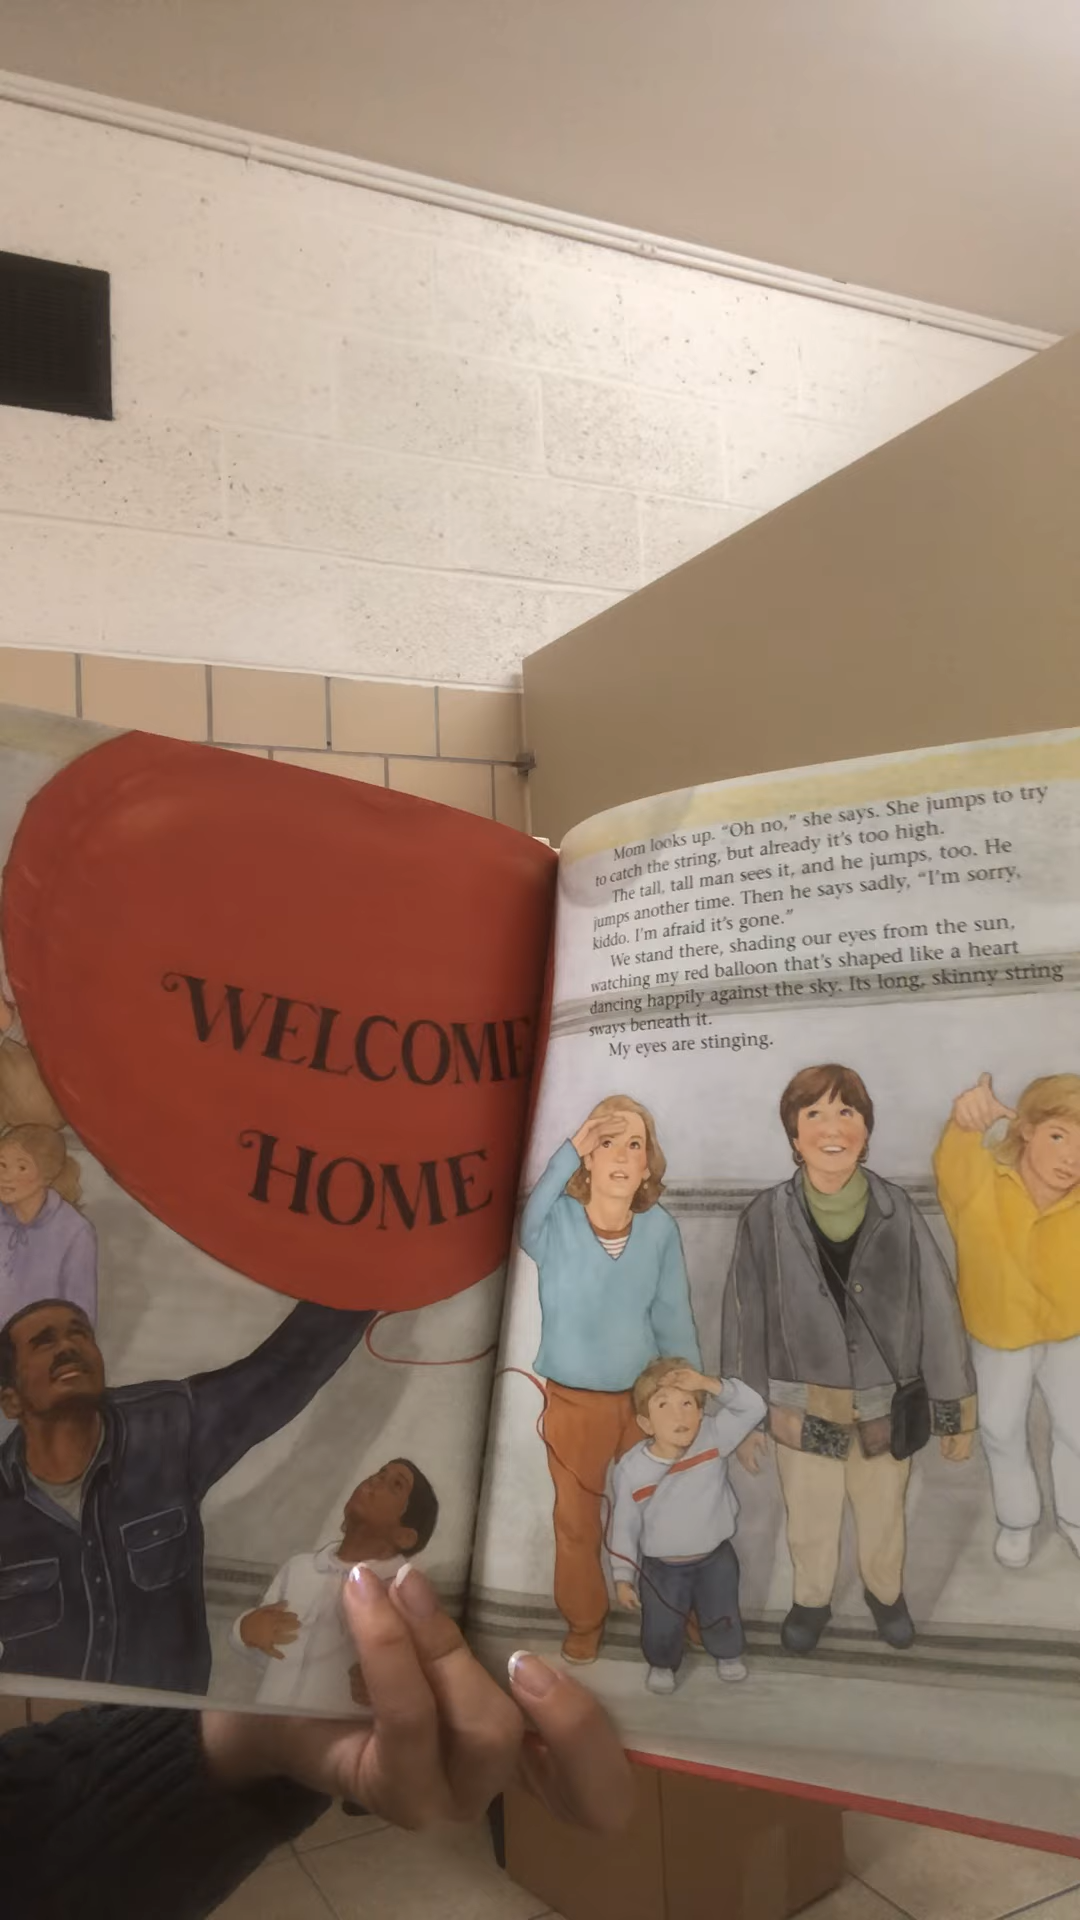 WELCOME
HOME
Mom looks up. “Oh no,” she says. She jumps to try
to catch the string, but already it’s too high.
The tall, tall man sees it, and he jumps, too. He
jumps another time. Then he says sadly, “I’m sorry,
kiddo. I’m afraid it’s gone.”
We stand there, shading our eyes from the sun,
watching my red balloon that’s shaped like a heart
dancing happily against the sky. Its long, skinny string
sways beneath it.
My eyes are stinging.